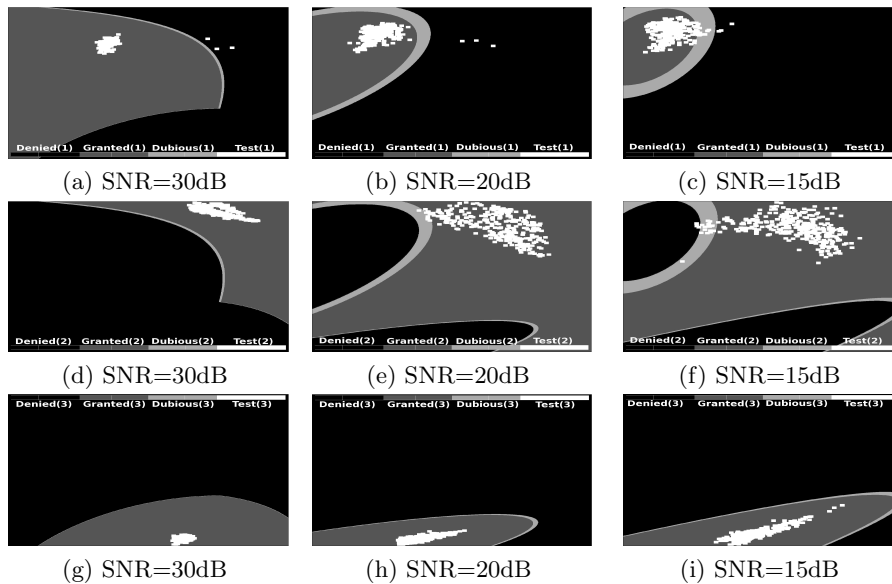 Denied(1) Granted(1) Dubious(1) Test(1)
Denied(1) Granted(1) Dubious(1) Test(1)
Denied(1) Granted(1) Dubious(1) Test(1)
(a) SNR=30dB
(b) SNR=20dB
(c) SNR=15dB
Denied(2) Granted(2) Dubious(2) Test(2)
Denied(2) Granted(2) Dubious(2) Test(2)
Denied(2) Granted(2) Dubious(2) Test(2)
(d) SNR=30dB
(e) SNR=20dB
(f) SNR=15dB
Denied(3) Granted(3) Dubious(3) Test(3)
Denied(3) Granted(3) Dubious(3) Test(3)
Denied(3) Granted(3) Dubious(3) Test(3)
(g) SNR=30dB
(h) SNR=20dB
(i) SNR=15dB